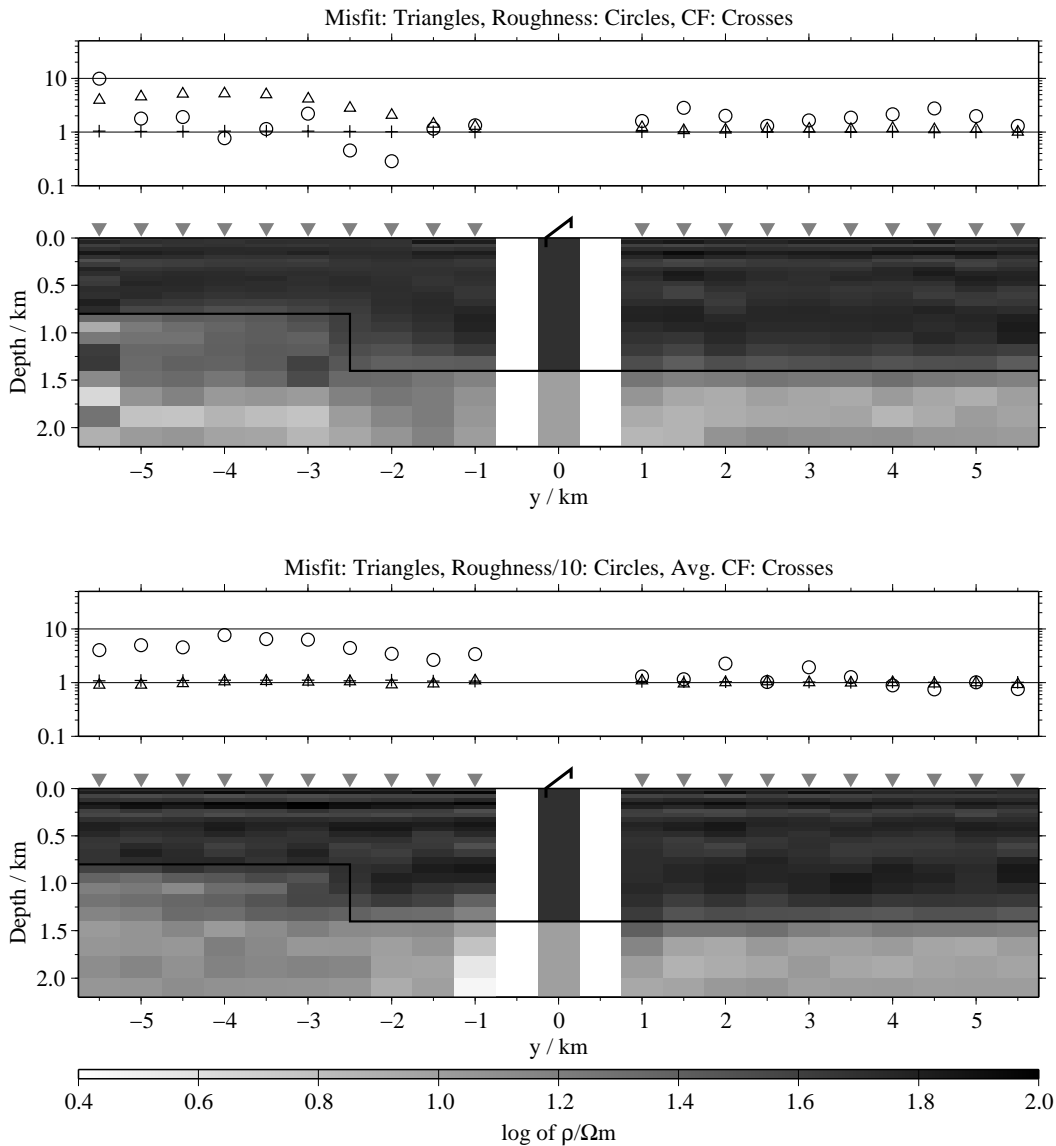 Misfit: Triangles, Roughness: Circles, CF: Crosses
10
1
0.1
0.0
0.5
1.0
1.5
2.0
Depth / km
−5 −4 −3 −2 −1 0 1 2 3 4 5
y / km
Misfit: Triangles, Roughness/10: Circles, Avg. CF: Crosses
10
1
0.1
0.0
0.5
1.0
1.5
2.0
Depth / km
−5 −4 −3 −2 −1 0 1 2 3 4 5
y / km
0.4 0.6 0.8 1.0 1.2 1.4 1.6 1.8 2.0
log of ρ/Ωm